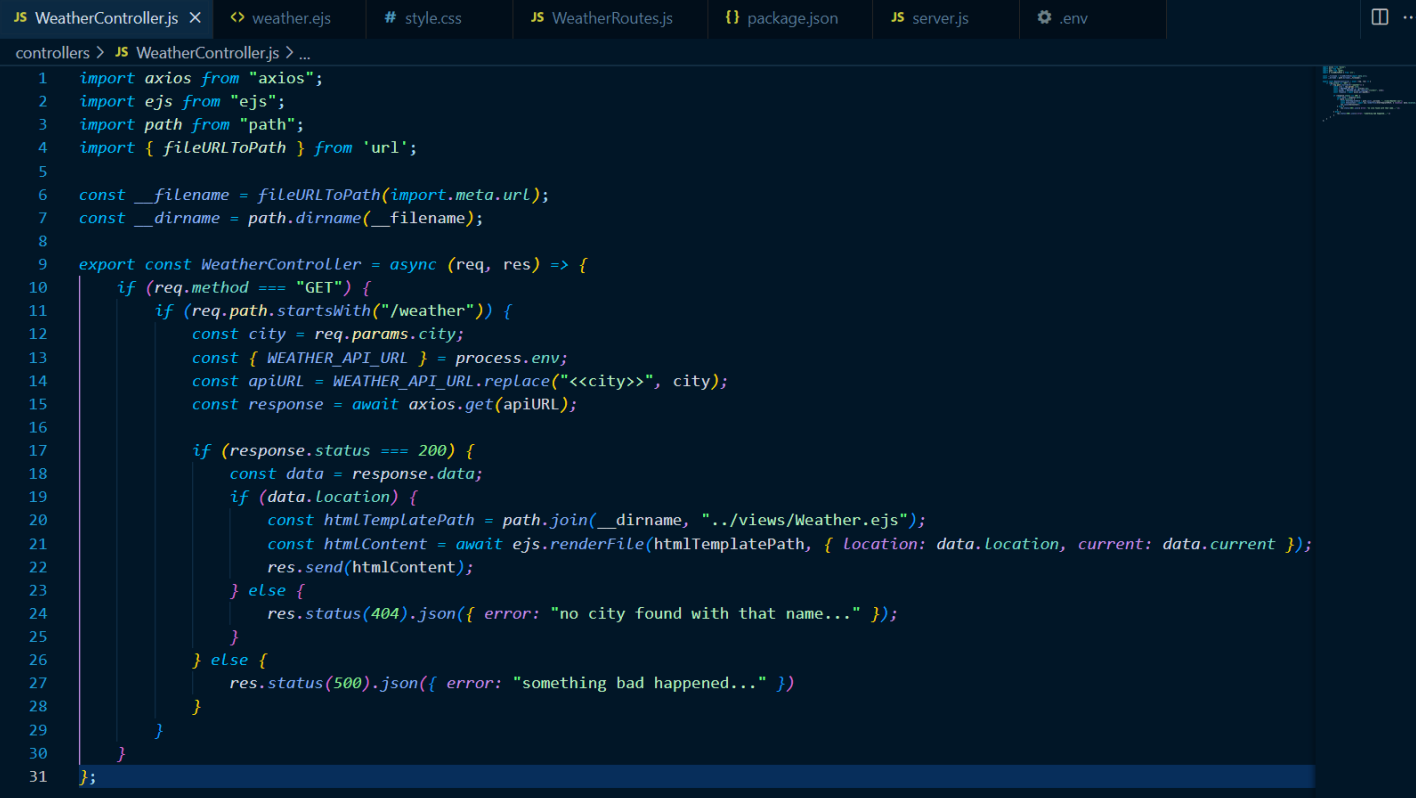 JS WeatherController.js <> weather.ejs # style.css JS WeatherRoutes.js {} package.json JS server.js .env
controllers > JS WeatherController.js > ...
1 import axios from "axios";
2 import ejs from "ejs";
3 import path from "path";
4 import { fileURLToPath } from 'url';
5
6 const __filename = fileURLToPath(import.meta.url);
7 const __dirname = path.dirname(__filename);
8
9 export const WeatherController = async (req, res) => {
10     if (req.method === "GET") {
11         if (req.path.startsWith("/weather")) {
12             const city = req.params.city;
13             const { WEATHER_API_URL } = process.env;
14             const apiURL = WEATHER_API_URL.replace("<<city>>", city);
15             const response = await axios.get(apiURL);
16
17             if (response.status === 200) {
18                 const data = response.data;
19                 if (data.location) {
20                     const htmlTemplatePath = path.join(__dirname, "../views/Weather.ejs");
21                     const htmlContent = await ejs.renderFile(htmlTemplatePath, { location: data.location, current: data.current });
22                     res.send(htmlContent);
23                 } else {
24                     res.status(404).json({ error: "no city found with that name..." });
25                 }
26             } else {
27                 res.status(500).json({ error: "something bad happened..." })
28             }
29         }
30     }
31 };